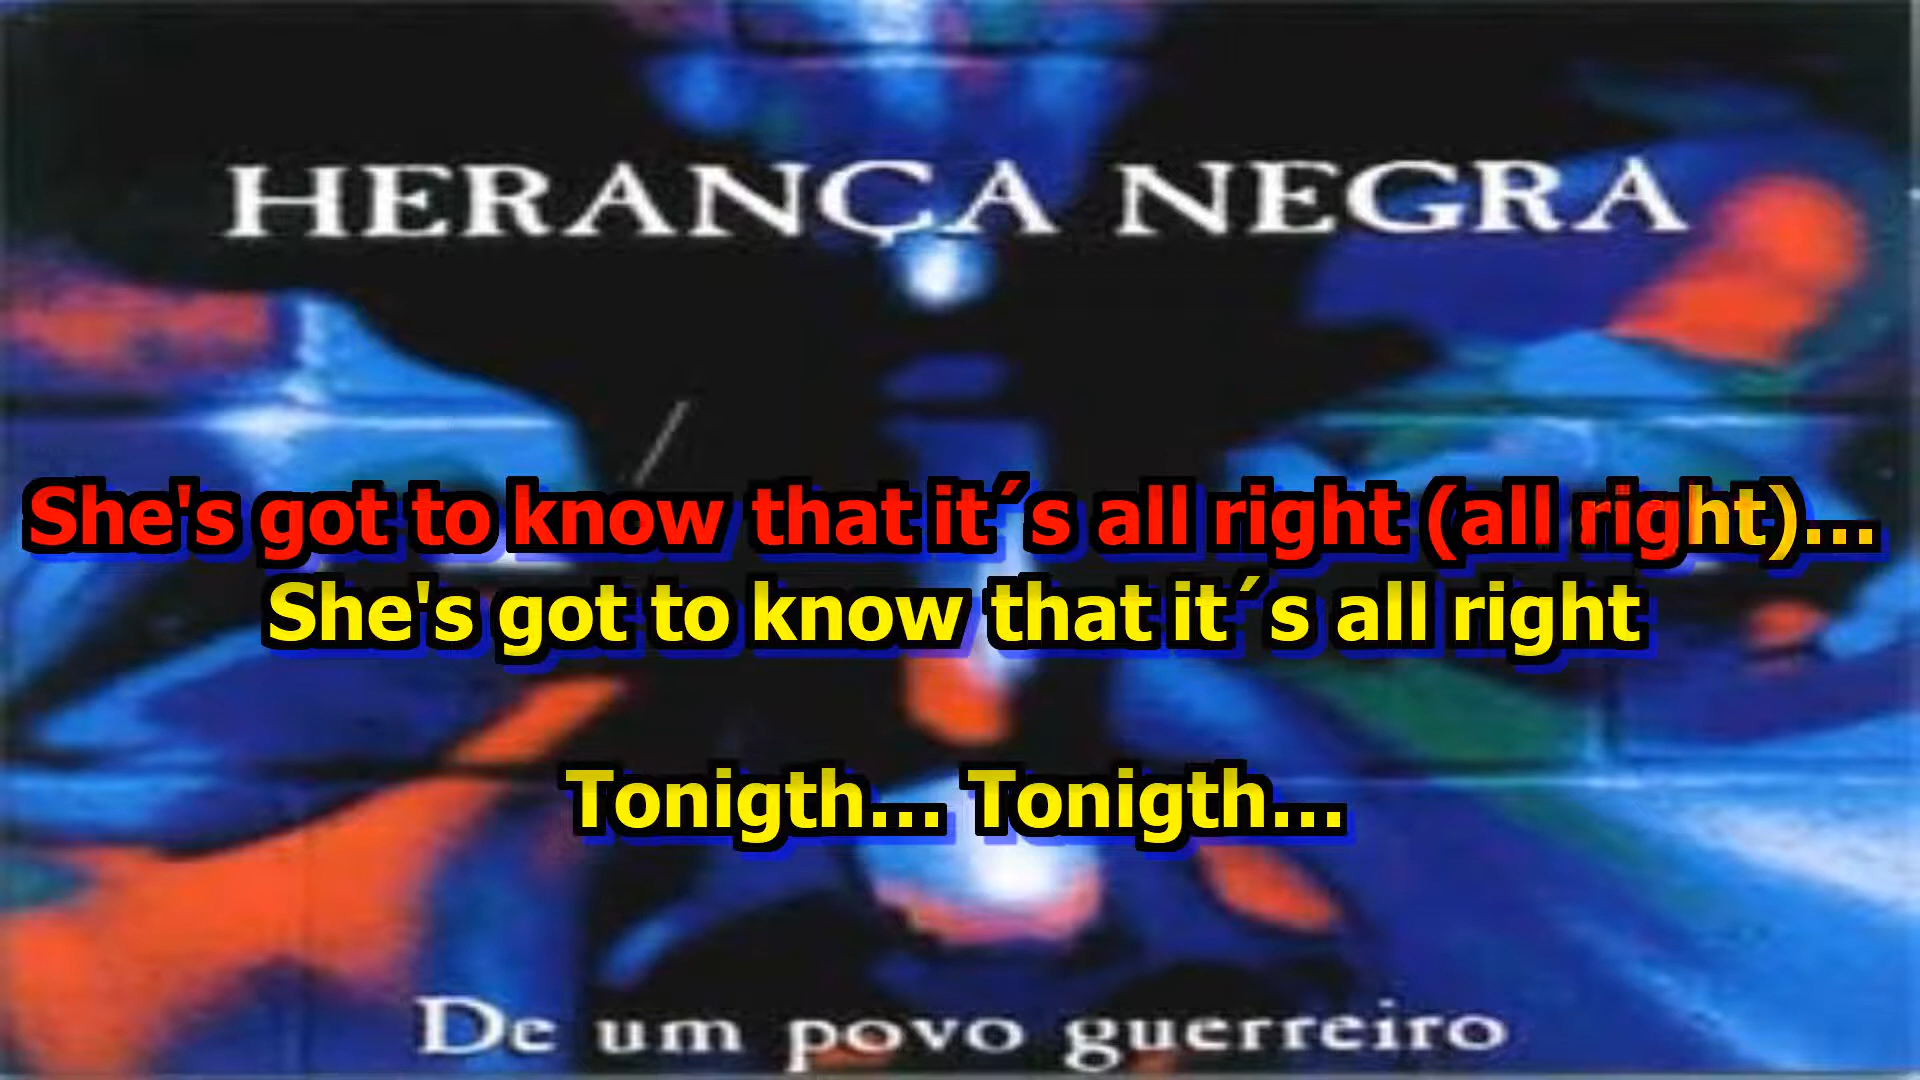 HERANÇA NEGRA
She's got to know that it´s all right (all right)...
She's got to know that it´s all right
Tonigth... Tonigth...
De um povo guerreiro